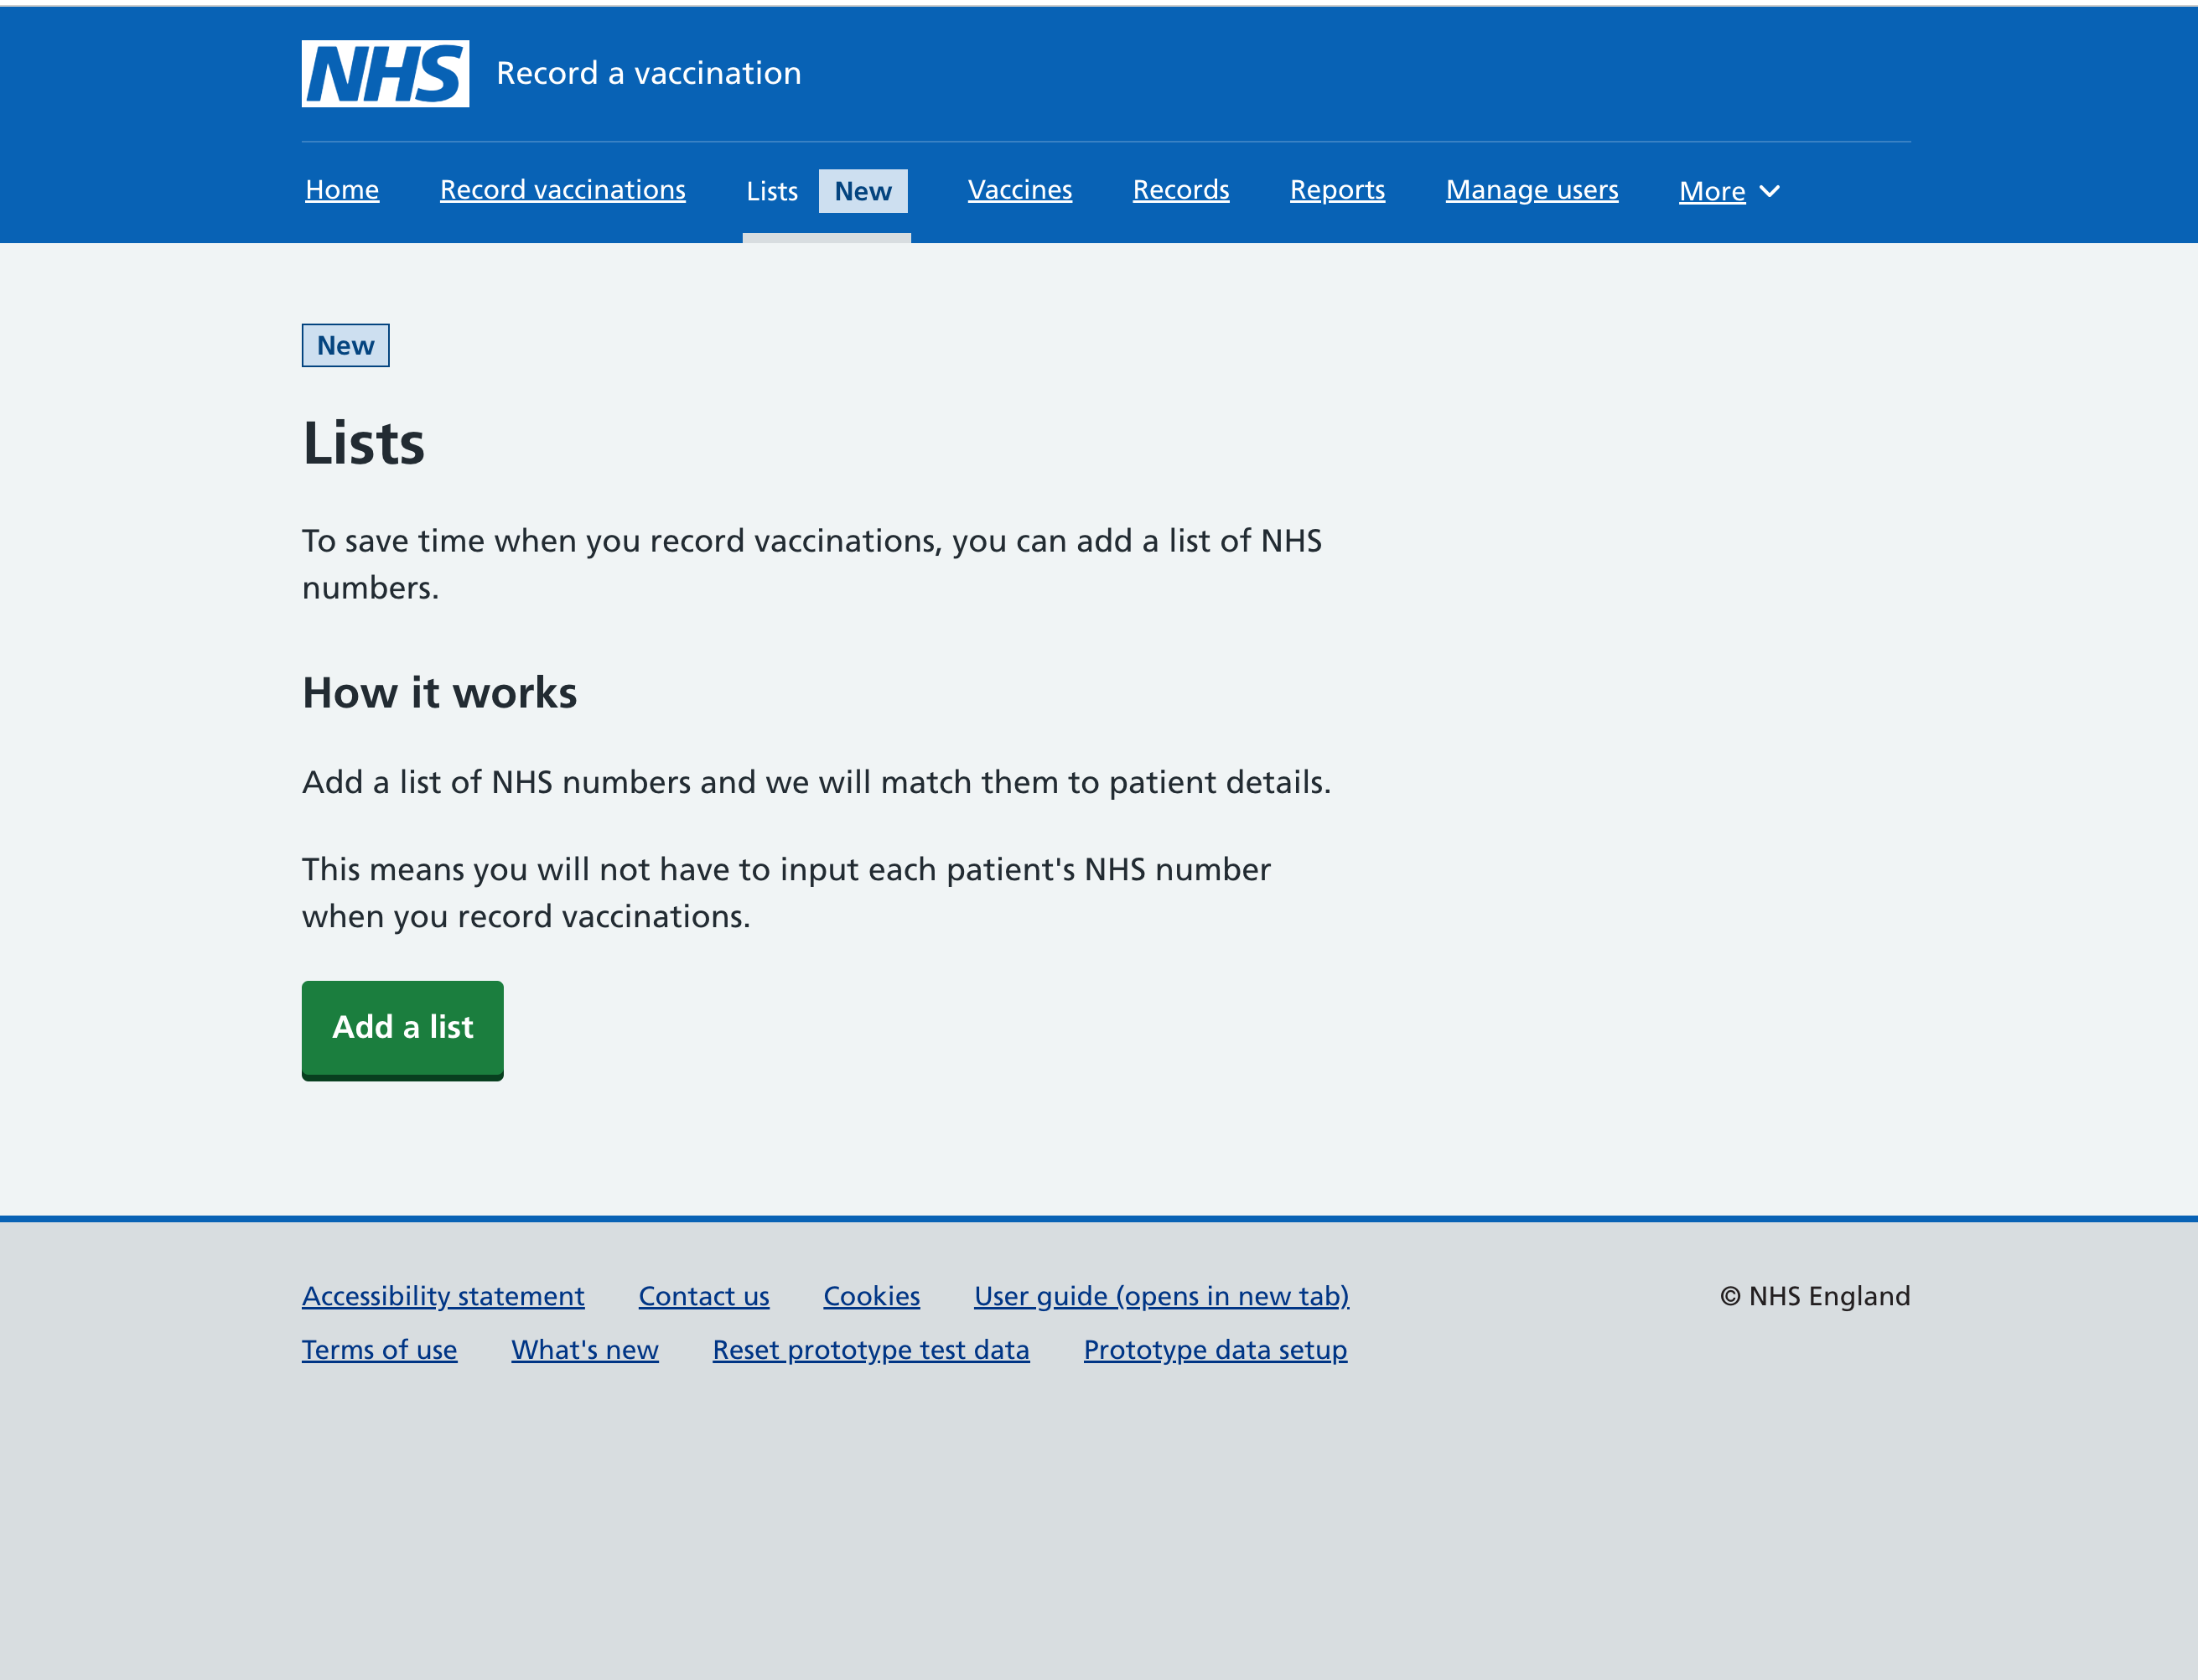 NHS Record a vaccination
Home Record vaccinations Lists New Vaccines Records Reports Manage users More
New
Lists
To save time when you record vaccinations, you can add a list of NHS
numbers.
How it works
Add a list of NHS numbers and we will match them to patient details.
This means you will not have to input each patient's NHS number
when you record vaccinations.
Add a list
Accessibility statement Contact us Cookies User guide (opens in new tab) © NHS England
Terms of use What's new Reset prototype test data Prototype data setup